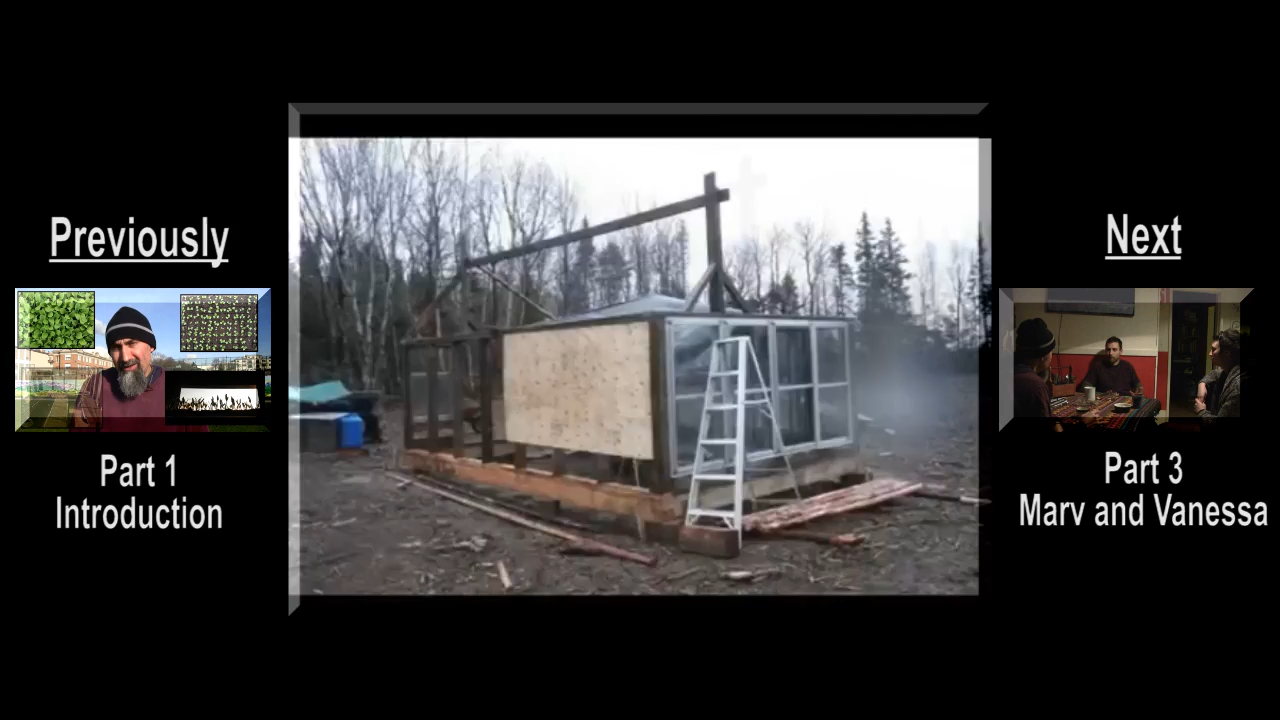 Previously
Part 1
Introduction
Next
Part 3
Marv and Vanessa